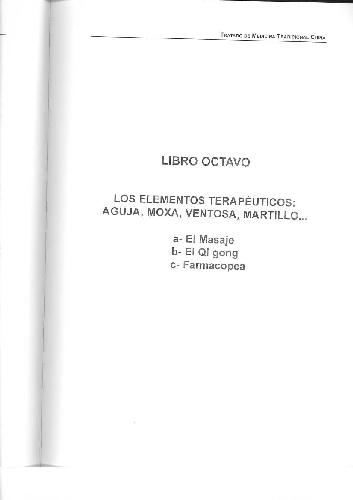 TRATADO DE MEDICINA TRADICIONAL CHINA
LIBRO OCTAVO
LOS ELEMENTOS TERAPÉUTICOS:
AGUJA, MOXA, VENTOSA, MARTILLO...
a- El Masaje
b- El Qi gong
c- Farmacopea